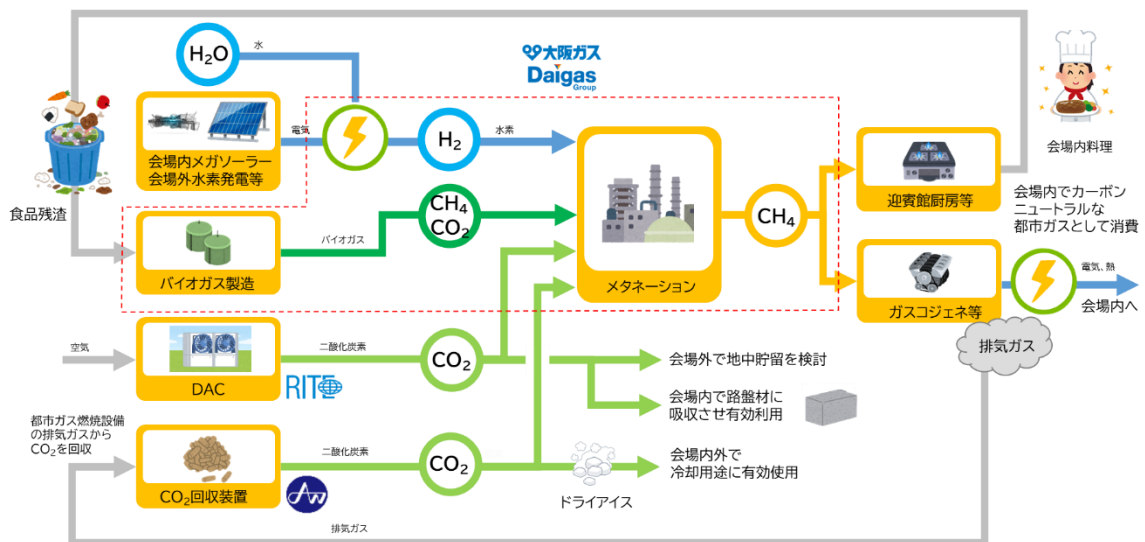 H₂O
水
大阪ガス
Daigas
Group
会場内メガソーラー
会場外水素発電等
電気
H₂
水素
会場内料理
食品残渣
バイオガス製造
バイオガス
CH₄
CO₂
メタネーション
CH₄
迎賓館厨房等
会場内でカーボン
ニュートラルな
都市ガスとして消費
ガスコジェネ等
電気、熱
会場内へ
排気ガス
空気
DAC
二酸化炭素
RITE
CO₂
会場外で地中貯留を検討
会場内で路盤材に
吸収させ有効利用
都市ガス燃焼設備
の排気ガスから
CO₂を回収
CO₂回収装置
二酸化炭素
AW
CO₂
ドライアイス
会場内外で
冷却用途に有効使用
排気ガス